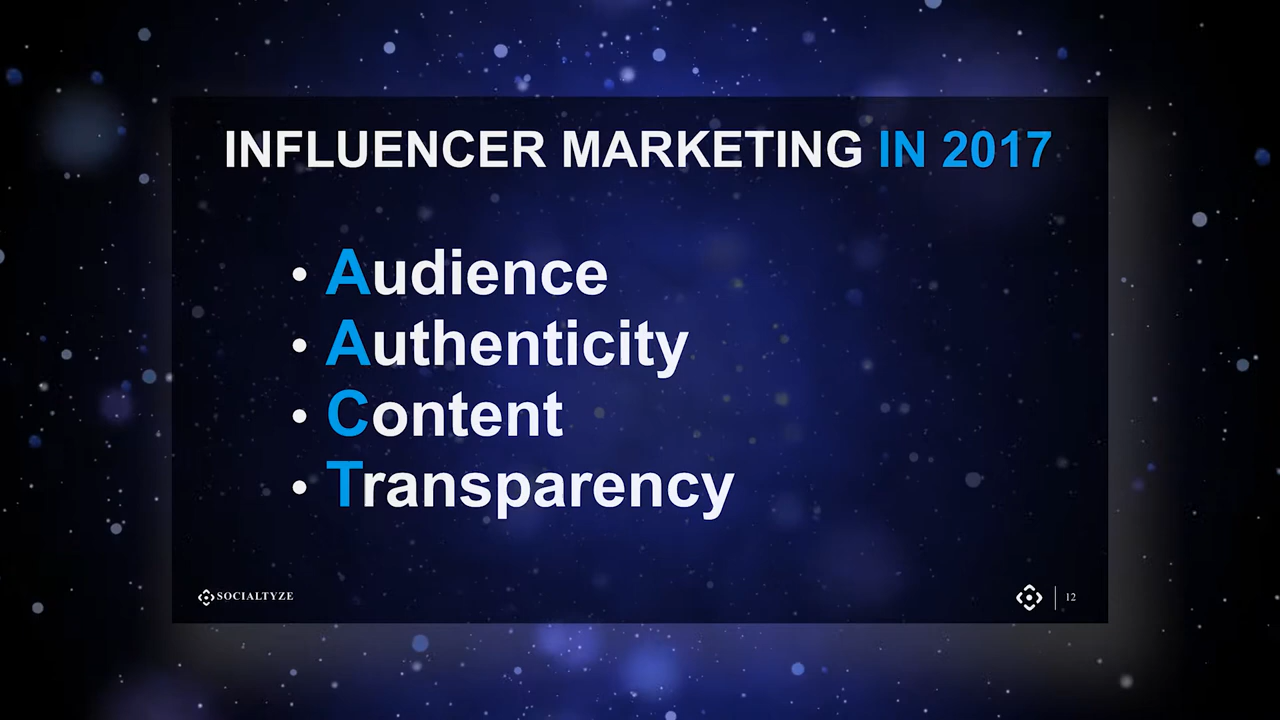 INFLUENCER MARKETING IN 2017
• Audience
• Authenticity
• Content
• Transparency
SOCIALTYZE
12